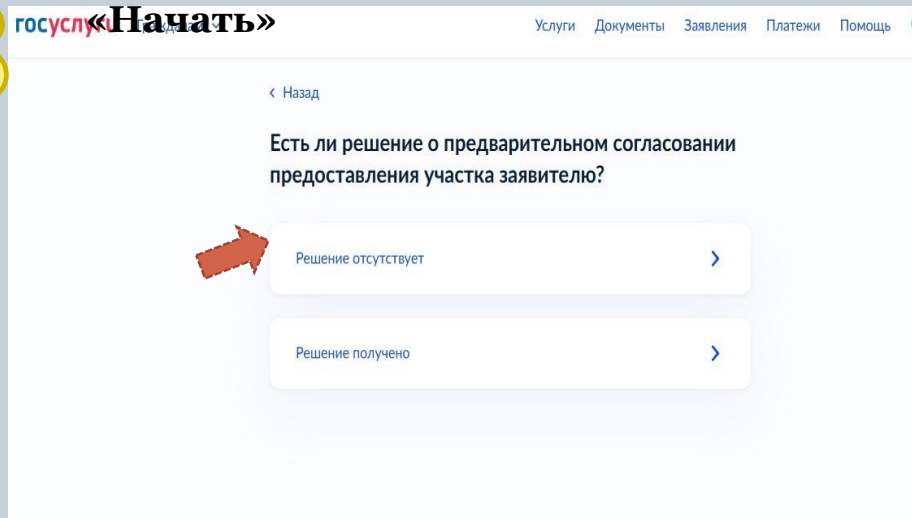 госуслуги «Начать»
Услуги Документы Заявления Платежи Помощь
Назад
Есть ли решение о предварительном согласовании
предоставления участка заявителю?
Решение отсутствует
Решение получено